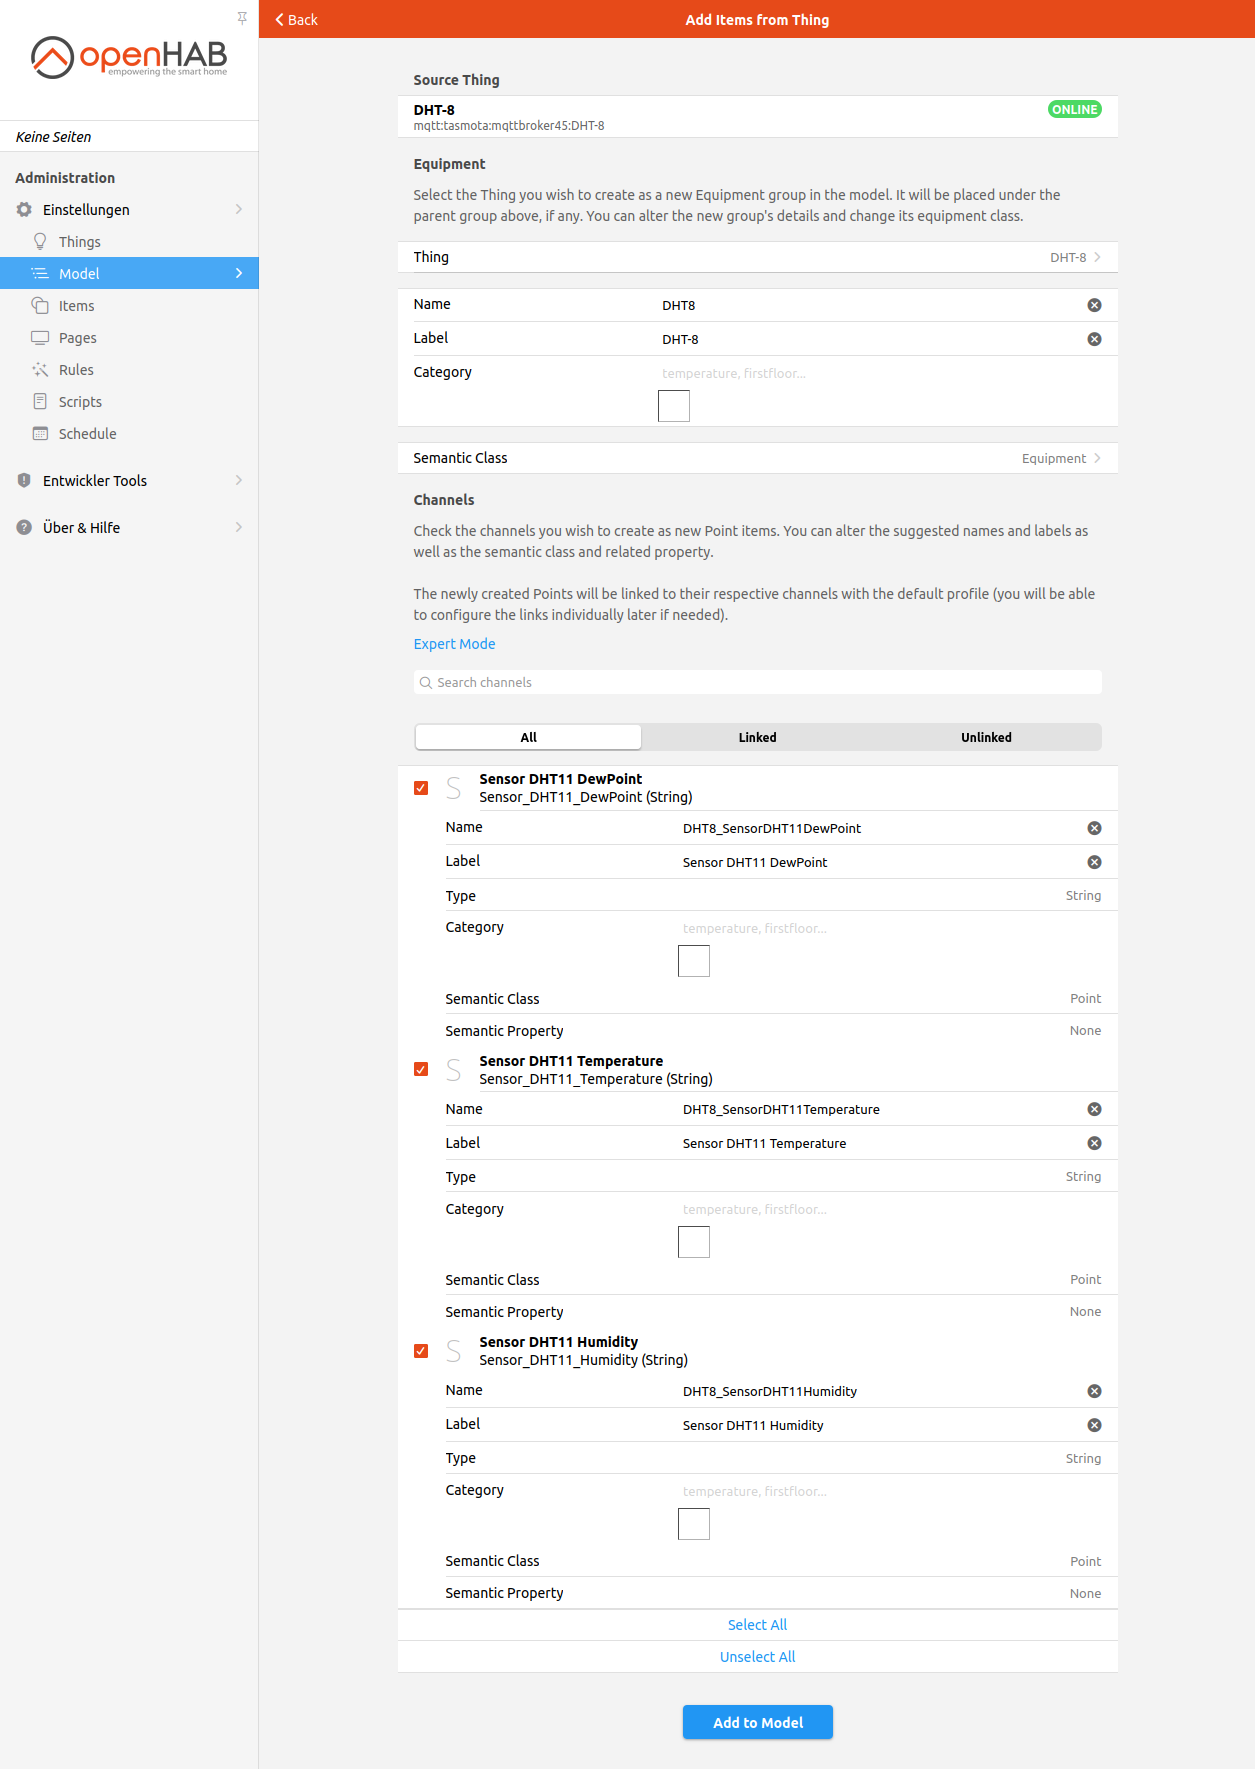 openHAB
empowering the smart home
Keine Seiten
Administration
Einstellungen
Things
Model
Items
Pages
Rules
Scripts
Schedule
Entwickler Tools
Über & Hilfe
Back
Add Items from Thing
Source Thing
DHT-8
ONLINE
mqtt:tasmota:mqttbroker45:DHT-8
Equipment
Select the Thing you wish to create as a new Equipment group in the model. It will be placed under the
parent group above, if any. You can alter the new group's details and change its equipment class.
Thing DHT-8
Name DHT8
Label DHT-8
Category temperature, firstfloor...
Semantic Class Equipment
Channels
Check the channels you wish to create as new Point items. You can alter the suggested names and labels as
well as the semantic class and related property.
The newly created Points will be linked to their respective channels with the default profile (you will be able
to configure the links individually later if needed).
Expert Mode
Search channels
All Linked Unlinked
S
Sensor DHT11 DewPoint
Sensor_DHT11_DewPoint (String)
Name DHT8_SensorDHT11DewPoint
Label Sensor DHT11 DewPoint
Type String
Category temperature, firstfloor...
Semantic Class Point
Semantic Property None
S
Sensor DHT11 Temperature
Sensor_DHT11_Temperature (String)
Name DHT8_SensorDHT11Temperature
Label Sensor DHT11 Temperature
Type String
Category temperature, firstfloor...
Semantic Class Point
Semantic Property None
S
Sensor DHT11 Humidity
Sensor_DHT11_Humidity (String)
Name DHT8_SensorDHT11Humidity
Label Sensor DHT11 Humidity
Type String
Category temperature, firstfloor...
Semantic Class Point
Semantic Property None
Select All
Unselect All
Add to Model